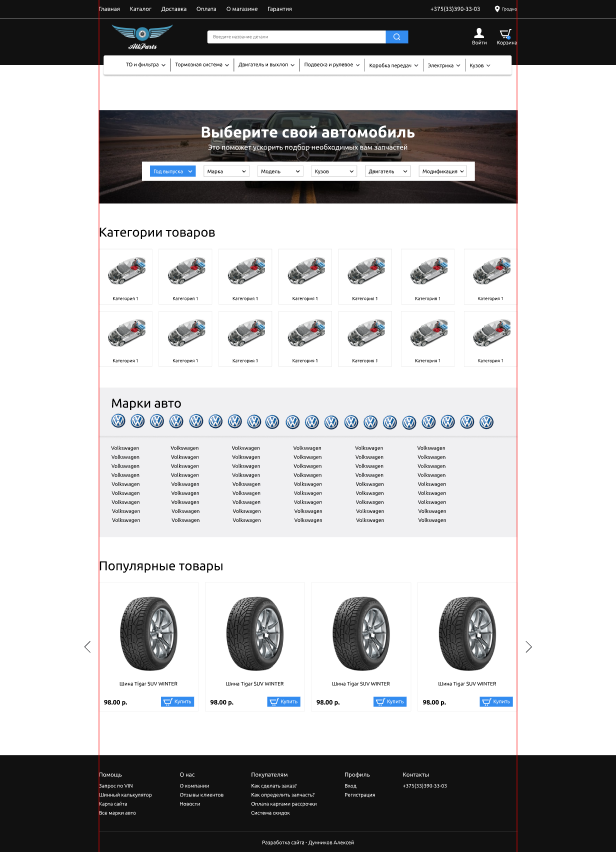 Главная Каталог Доставка Оплата О магазине Гарантия +375(33)390-33-03 Гродно
AllParts
Введите название детали
Войти Корзина
ТО и фильтра Тормозная система Двигатель и выхлоп Подвеска и рулевое Коробка передач Электрика Кузов
Выберите свой автомобиль
Это поможет ускорить подбор необходимых вам запчастей
Год выпуска Марка Модель Кузов Двигатель Модификация
Категории товаров
Категория 1 Категория 1 Категория 1 Категория 1 Категория 1 Категория 1 Категория 1
Категория 1 Категория 1 Категория 1 Категория 1 Категория 1 Категория 1 Категория 1
Марки авто
Volkswagen Volkswagen Volkswagen Volkswagen Volkswagen Volkswagen
Volkswagen Volkswagen Volkswagen Volkswagen Volkswagen Volkswagen
Volkswagen Volkswagen Volkswagen Volkswagen Volkswagen Volkswagen
Volkswagen Volkswagen Volkswagen Volkswagen Volkswagen Volkswagen
Volkswagen Volkswagen Volkswagen Volkswagen Volkswagen Volkswagen
Volkswagen Volkswagen Volkswagen Volkswagen Volkswagen Volkswagen
Volkswagen Volkswagen Volkswagen Volkswagen Volkswagen Volkswagen
Volkswagen Volkswagen Volkswagen Volkswagen Volkswagen Volkswagen
Volkswagen Volkswagen Volkswagen Volkswagen Volkswagen Volkswagen
Популярные товары
Шина Tigar SUV WINTER Шина Tigar SUV WINTER Шина Tigar SUV WINTER Шина Tigar SUV WINTER
98.00 р. Купить 98.00 р. Купить 98.00 р. Купить 98.00 р. Купить
Помощь О нас Покупателям Профиль Контакты
Запрос по VIN О компании Как сделать заказ? Вход +375(33)390-33-03
Шинный калькулятор Отзывы клиентов Как определить запчасть? Регистрация
Карта сайта Новости Оплата картами рассрочки
Все марки авто Система скидок
Разработка сайта - Дунников Алексей